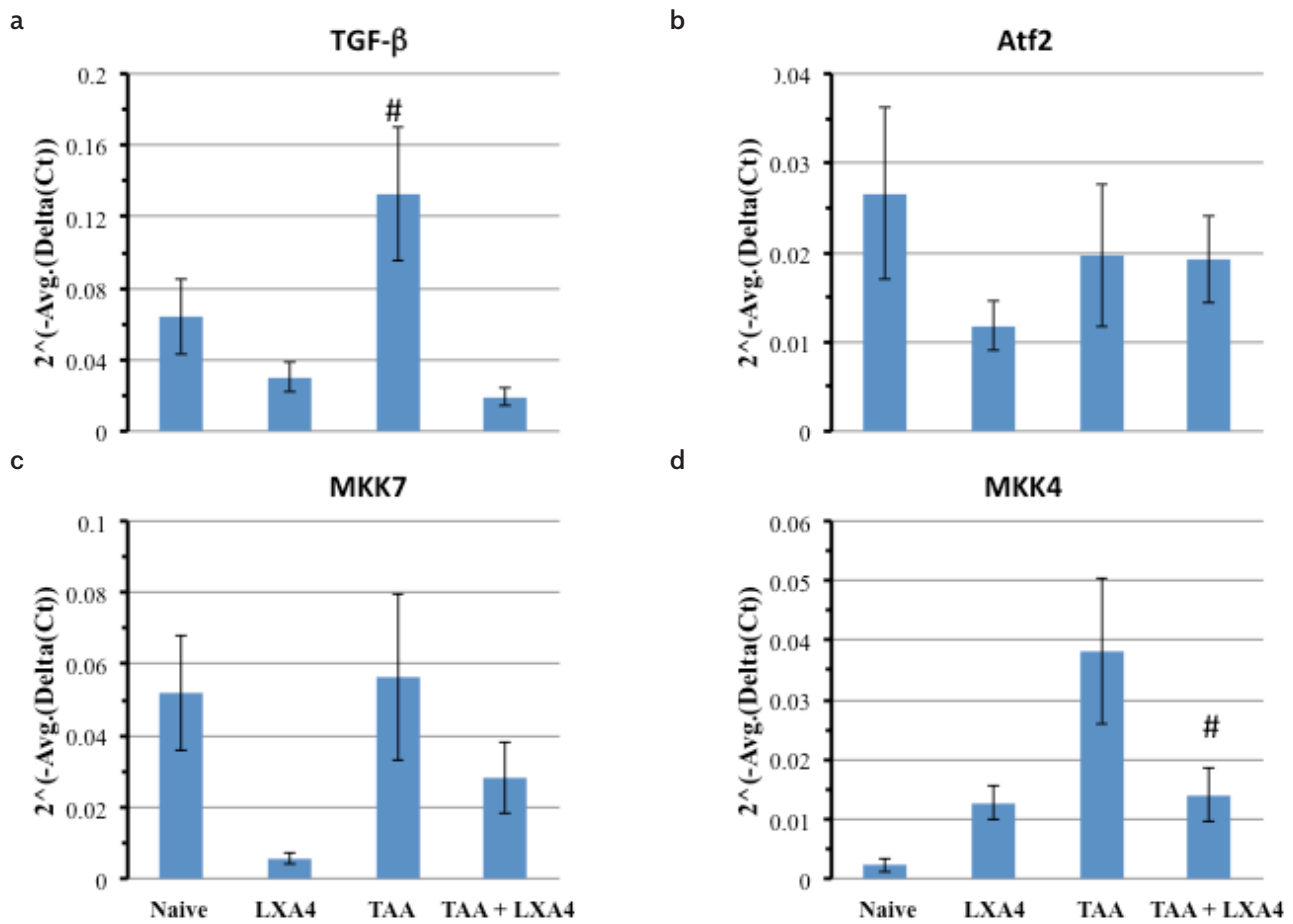 a
TGF-β
2^(-Avg.(Delta(Ct))
0.2
0.16
0.12
0.08
0.04
0
#
b
Atf2
2^(-Avg.(Delta(Ct))
0.04
0.03
0.02
0.01
0
c
MKK7
2^(-Avg.(Delta(Ct))
0.1
0.08
0.06
0.04
0.02
0
Naive LXA4 TAA TAA + LXA4
d
MKK4
2^(-Avg.(Delta(Ct))
0.06
0.05
0.04
0.03
0.02
0.01
0
#
Naive LXA4 TAA TAA + LXA4